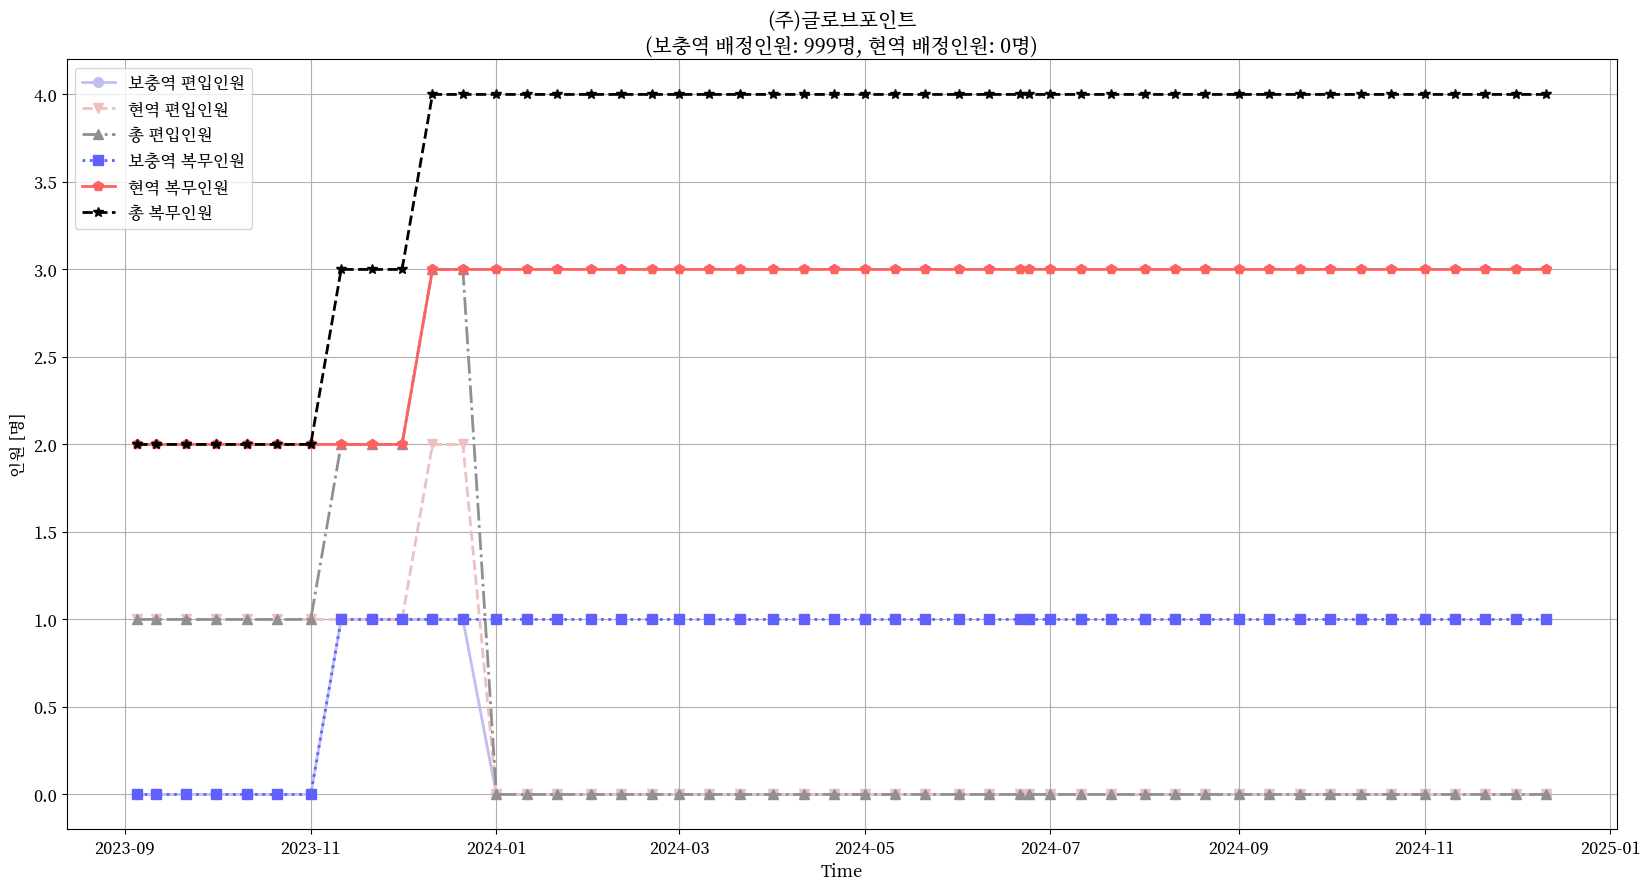 (주)글로브포인트
(보충역 배정인원: 999명, 현역 배정인원: 0명)
보충역 편입인원
현역 편입인원
총 편입인원
보충역 복무인원
현역 복무인원
총 복무인원
인원 [명]
4.0
3.5
3.0
2.5
2.0
1.5
1.0
0.5
0.0
2023-09 2023-11 2024-01 2024-03 2024-05 2024-07 2024-09 2024-11 2025-01
Time